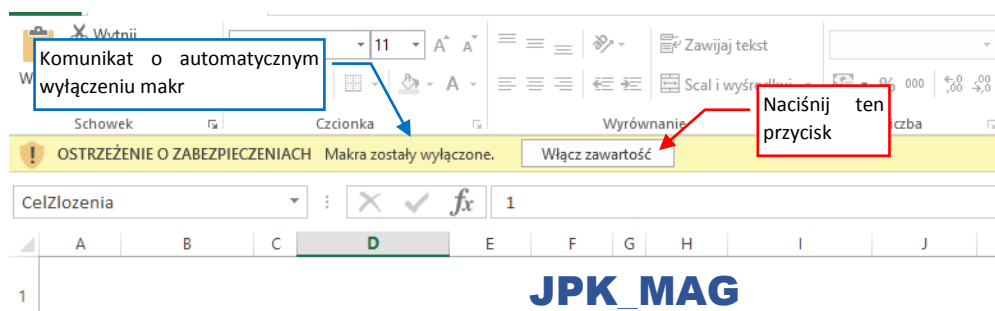 Wytnij
11
A A
Zawijaj tekst
Komunikat o automatycznym
wyłączeniu makr
A
Scal i wyśrodkuj
% 000
,00
Naciśnij ten
przycisk
Schowek
Czcionka
Wyrównanie
OSTRZEŻENIE O ZABEZPIECZENIACH Makra zostały wyłączone.
Włącz zawartość
CelZlozenia
fx
1
A B C D E F G H I J
1
JPK_MAG